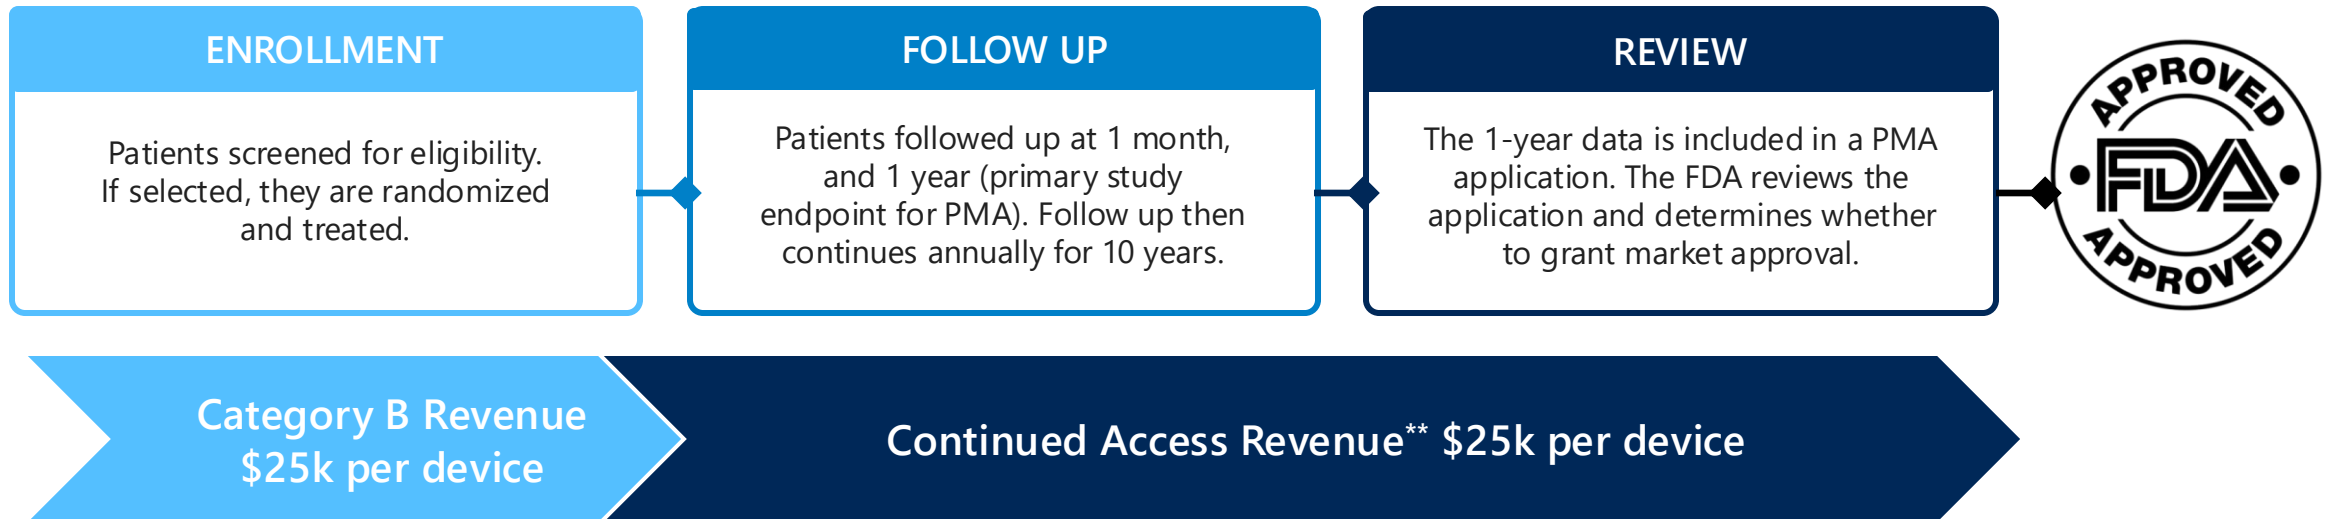 ENROLLMENT
Patients screened for eligibility.
If selected, they are randomized
and treated.
FOLLOW UP
Patients followed up at 1 month,
and 1 year (primary study
endpoint for PMA). Follow up then
continues annually for 10 years.
REVIEW
The 1-year data is included in a PMA
application. The FDA reviews the
application and determines whether
to grant market approval.
APPROVED
FDA
APPROVED
Category B Revenue
$25k per device
Continued Access Revenue** $25k per device